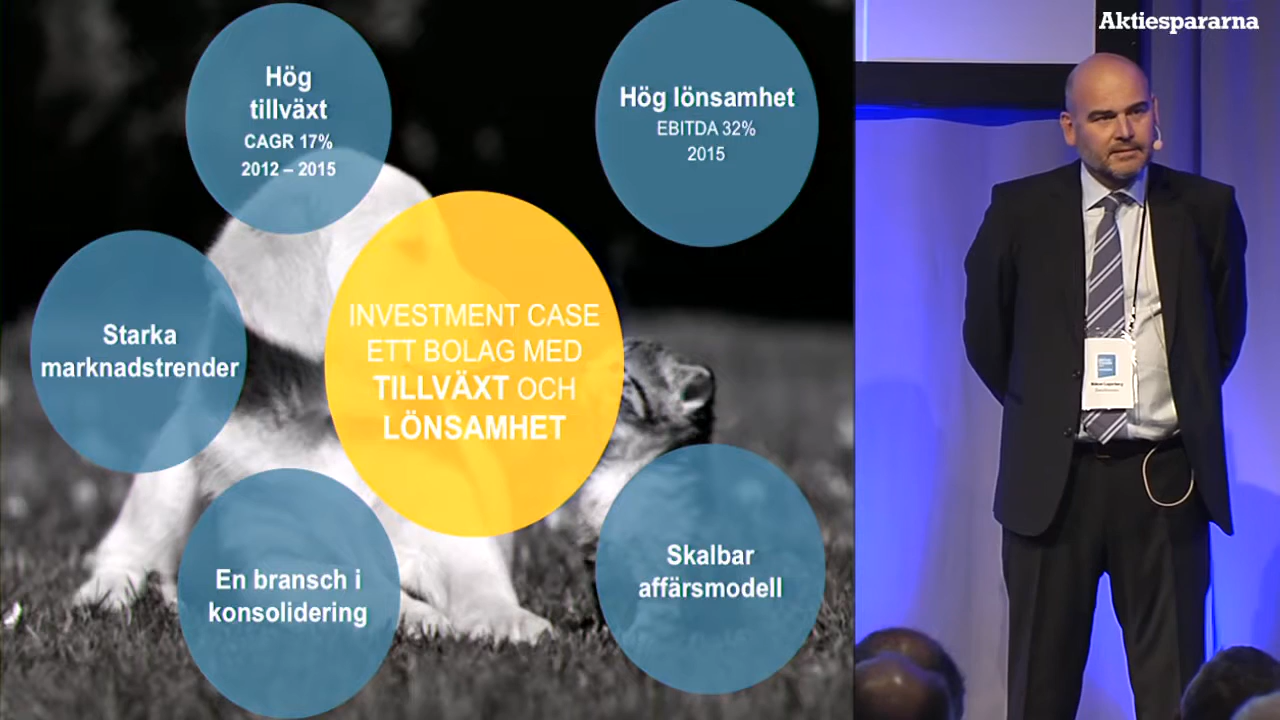 Hög
tillväxt
CAGR 17%
2012 – 2015
Hög lönsamhet
EBITDA 32%
2015
Starka
marknadstrender
INVESTMENT CASE
ETT BOLAG MED
TILLVÄXT OCH
LÖNSAMHET
En bransch i
konsolidering
Skalbar
affärsmodell
Aktiespararna